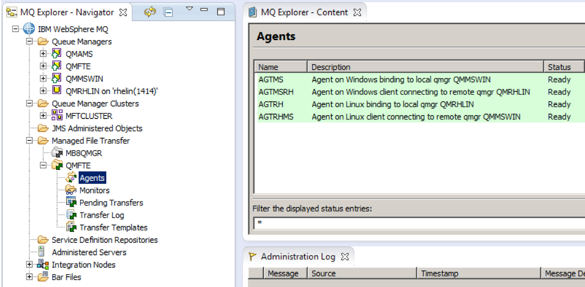 MQ Explorer - Navigator
IBM WebSphere MQ
Queue Managers
QMAMS
QMFTE
QMMSWIN
QMRHLIN on 'rhelin(1414)'
Queue Manager Clusters
MFTCLUSTER
JMS Administered Objects
Managed File Transfer
MB8QMGR
QMFTE
Agents
Monitors
Pending Transfers
Transfer Log
Transfer Templates
Service Definition Repositories
Administered Servers
Integration Nodes
Bar Files
MQ Explorer - Content
Agents
Name Description Status
AGTMS Agent on Windows binding to local qmgr QMMSWIN Ready
AGTMSRH Agent on Windows client connecting to remote qmgr QMRHLIN Ready
AGTRH Agent on Linux binding to local qmgr QMRHLIN Ready
AGTRHMS Agent on Linux client connecting to remote qmgr QMMSWIN Ready
Filter the displayed status entries:
*
Administration Log
Message Source Timestamp Message De